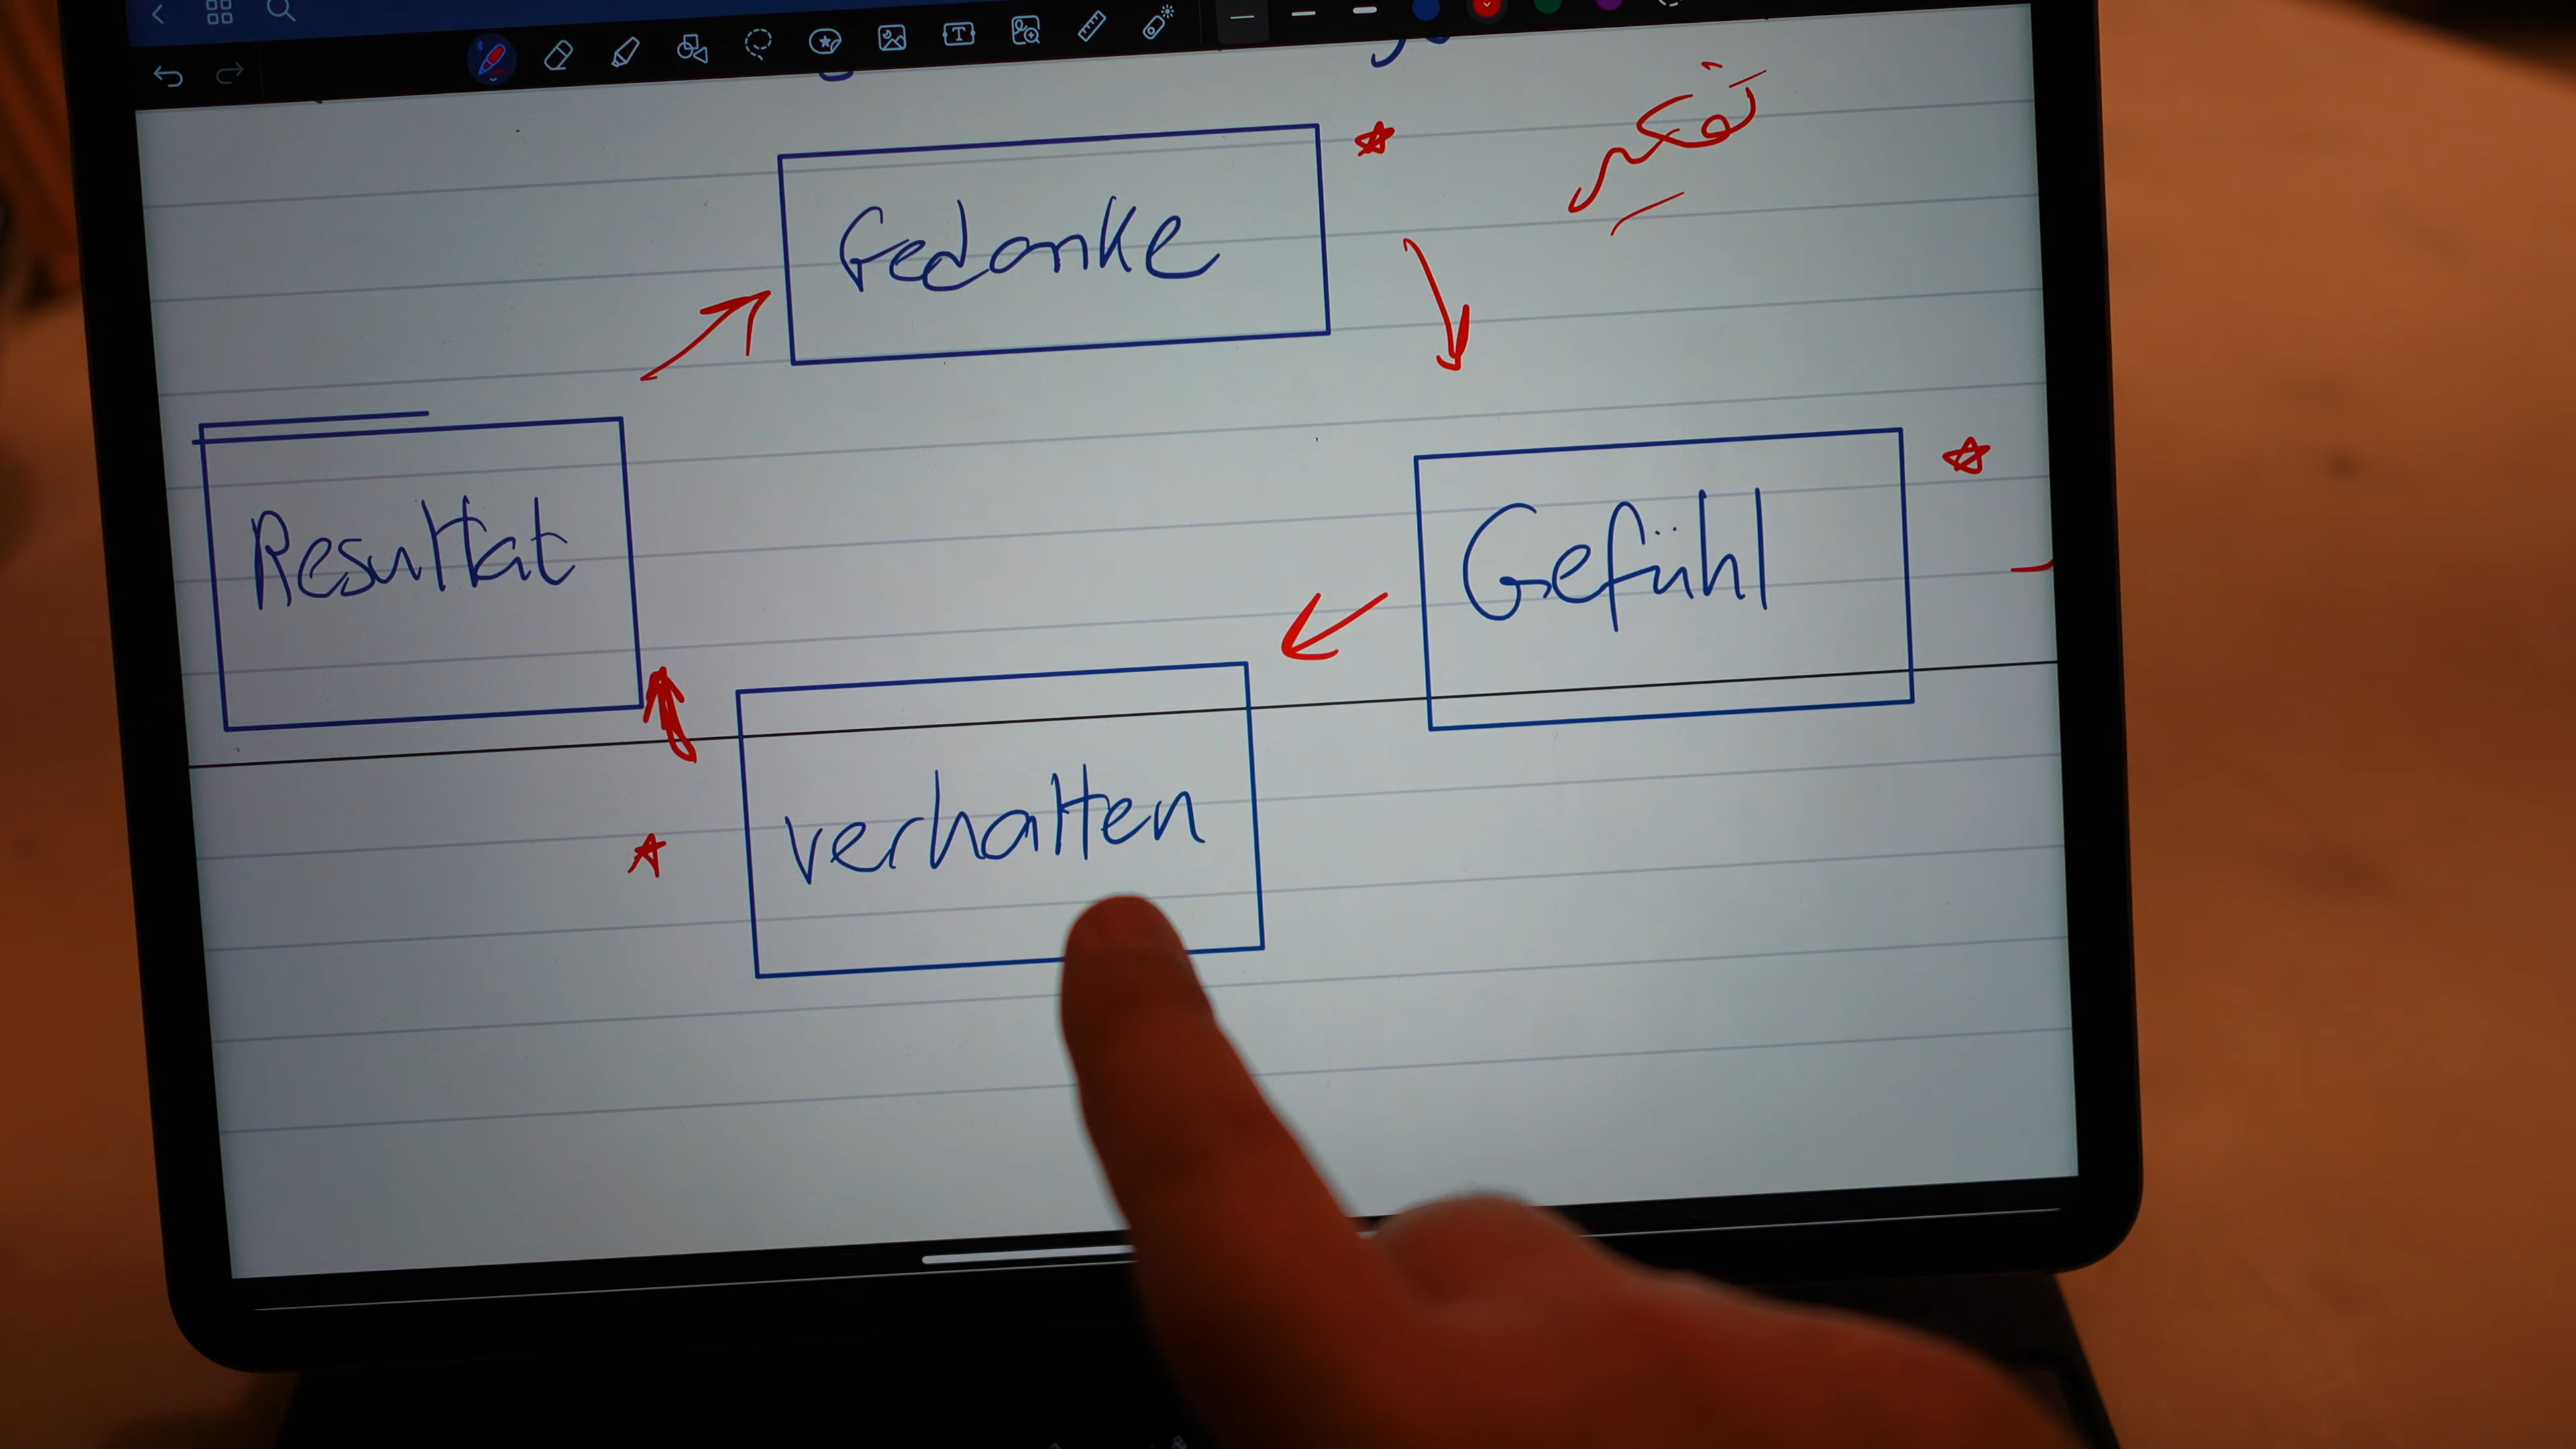 تفكير
Gedanke
Resultat
Gefühl
verhalten